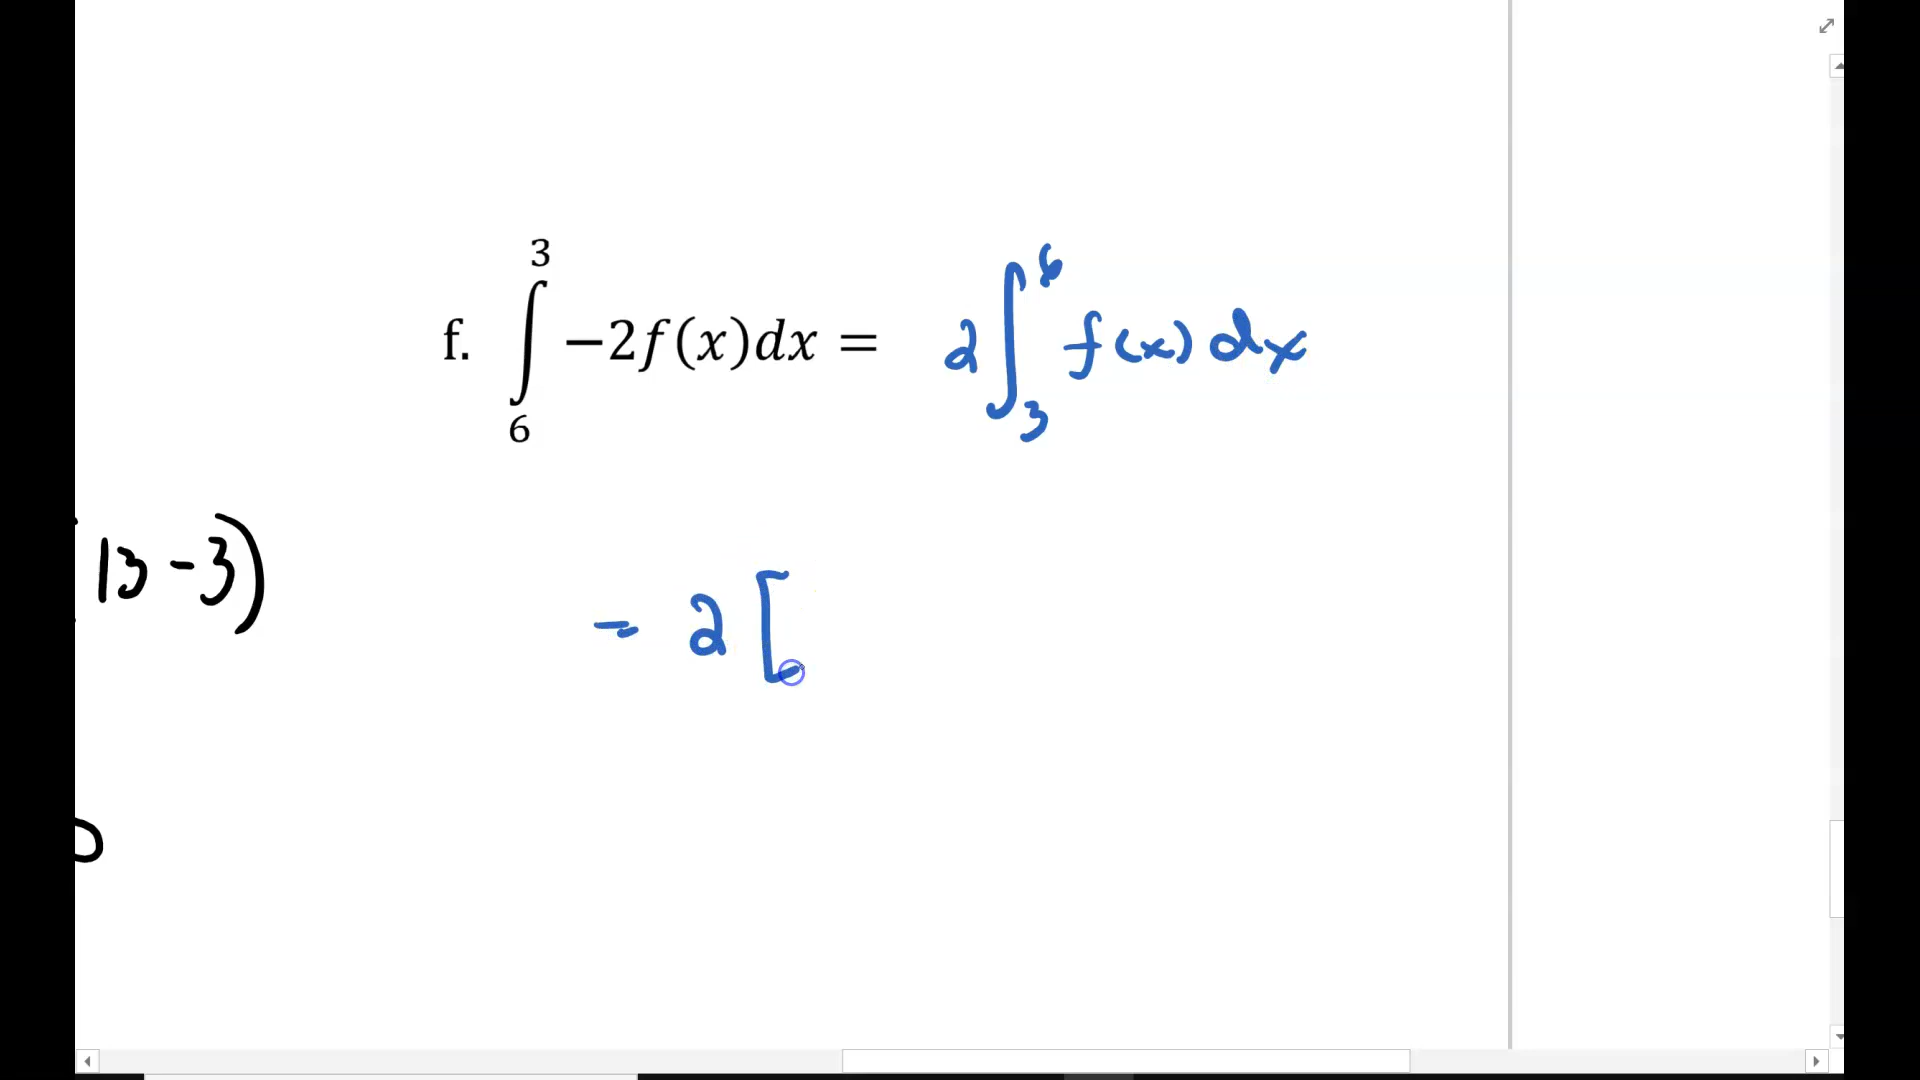 f. ∫₆³ −2f(x)dx = 2 ∫₃⁶ f(x) dx
13 - 3)
= 2 [